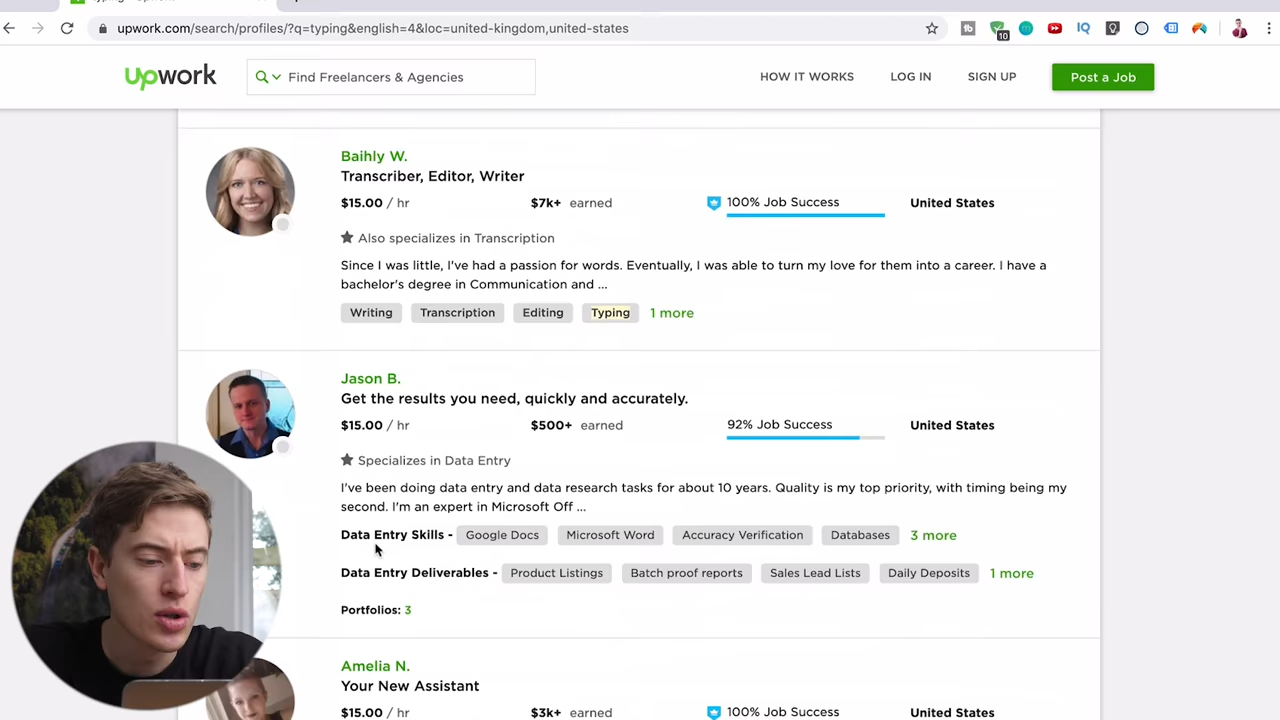 upwork.com/search/profiles/?q=typing&english=4&loc=united-kingdom,united-states
10
IQ
upwork
Find Freelancers & Agencies
HOW IT WORKS
LOG IN
SIGN UP
Post a Job
Baihly W.
Transcriber, Editor, Writer
$15.00 / hr $7k+ earned 100% Job Success United States
Also specializes in Transcription
Since I was little, I've had a passion for words. Eventually, I was able to turn my love for them into a career. I have a
bachelor's degree in Communication and ...
Writing Transcription Editing Typing 1 more
Jason B.
Get the results you need, quickly and accurately.
$15.00 / hr $500+ earned 92% Job Success United States
Specializes in Data Entry
I've been doing data entry and data research tasks for about 10 years. Quality is my top priority, with timing being my
second. I'm an expert in Microsoft Off ...
Data Entry Skills - Google Docs Microsoft Word Accuracy Verification Databases 3 more
Data Entry Deliverables - Product Listings Batch proof reports Sales Lead Lists Daily Deposits 1 more
Portfolios: 3
Amelia N.
Your New Assistant
$15.00 / hr $3k+ earned 100% Job Success United States